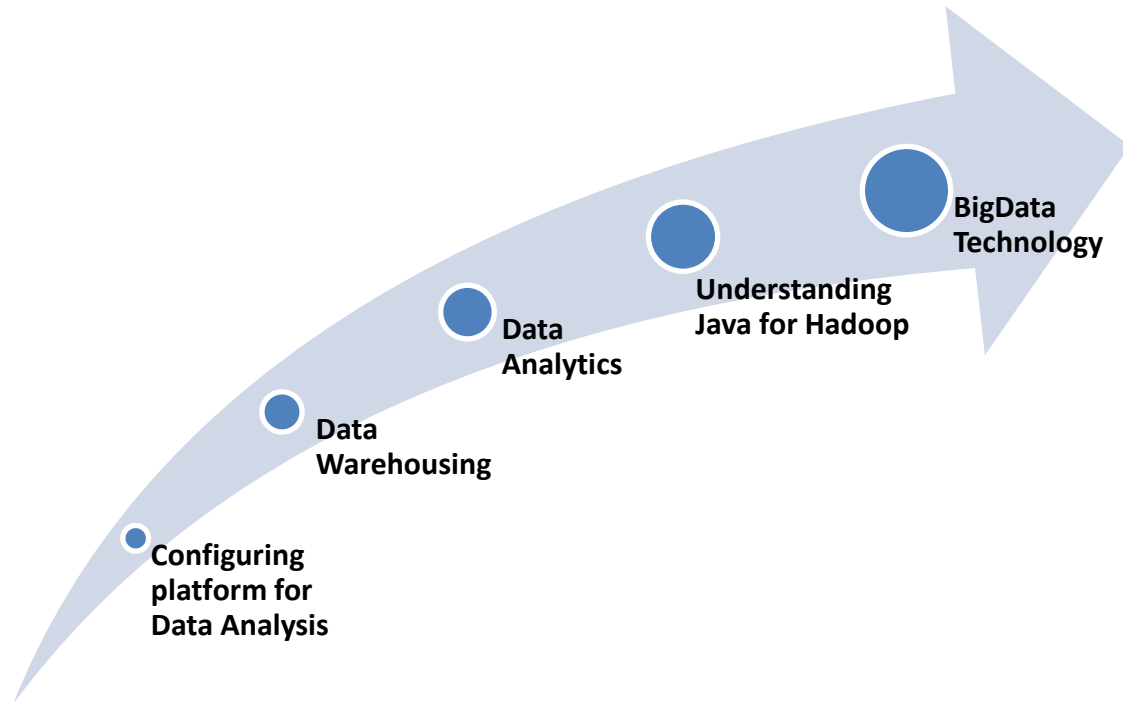 BigData
Technology
Understanding
Java for Hadoop
Data
Analytics
Data
Warehousing
Configuring
platform for
Data Analysis